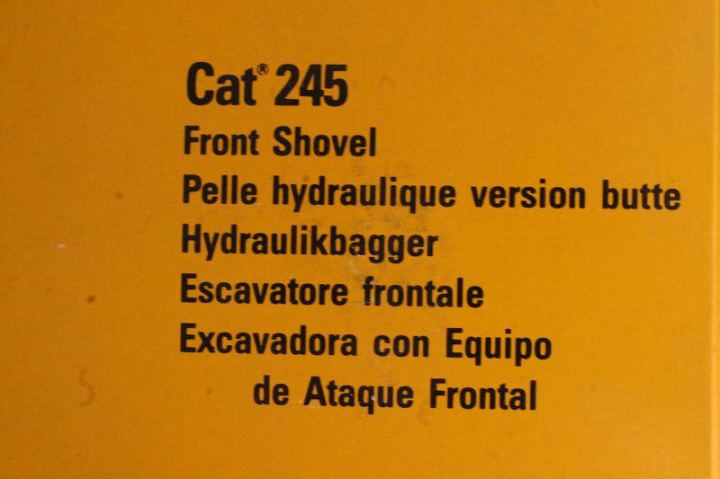 Cat® 245
Front Shovel
Pelle hydraulique version butte
Hydraulikbagger
Escavatore frontale
Excavadora con Equipo
de Ataque Frontal